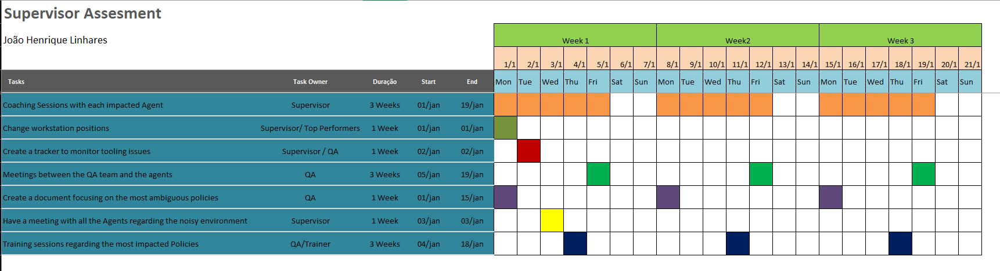 Supervisor Assesment
João Henrique Linhares
Week 1 Week2 Week 3
1/1 2/1 3/1 4/1 5/1 6/1 7/1 8/1 9/1 10/1 11/1 12/1 13/1 14/1 15/1 16/1 17/1 18/1 19/1 20/1 21/1
Tasks Task Owner Duração Start End Mon Tue Wed Thu Fri Sat Sun Mon Tue Wed Thu Fri Sat Sun Mon Tue Wed Thu Fri Sat Sun
Coaching Sessions with each impacted Agent Supervisor 3 Weeks 01/jan 19/jan
Change workstation positions Supervisor/ Top Performers 1 Week 01/jan 01/jan
Create a tracker to monitor tooling issues Supervisor / QA 1 Week 02/jan 02/jan
Meetings between the QA team and the agents QA 3 Weeks 05/jan 19/jan
Create a document focusing on the most ambiguous policies QA 1 Week 01/jan 15/jan
Have a meeting with all the Agents regarding the noisy environment Supervisor 1 Week 03/jan 03/jan
Training sessions regarding the most impacted Policies QA/Trainer 3 Weeks 04/jan 18/jan